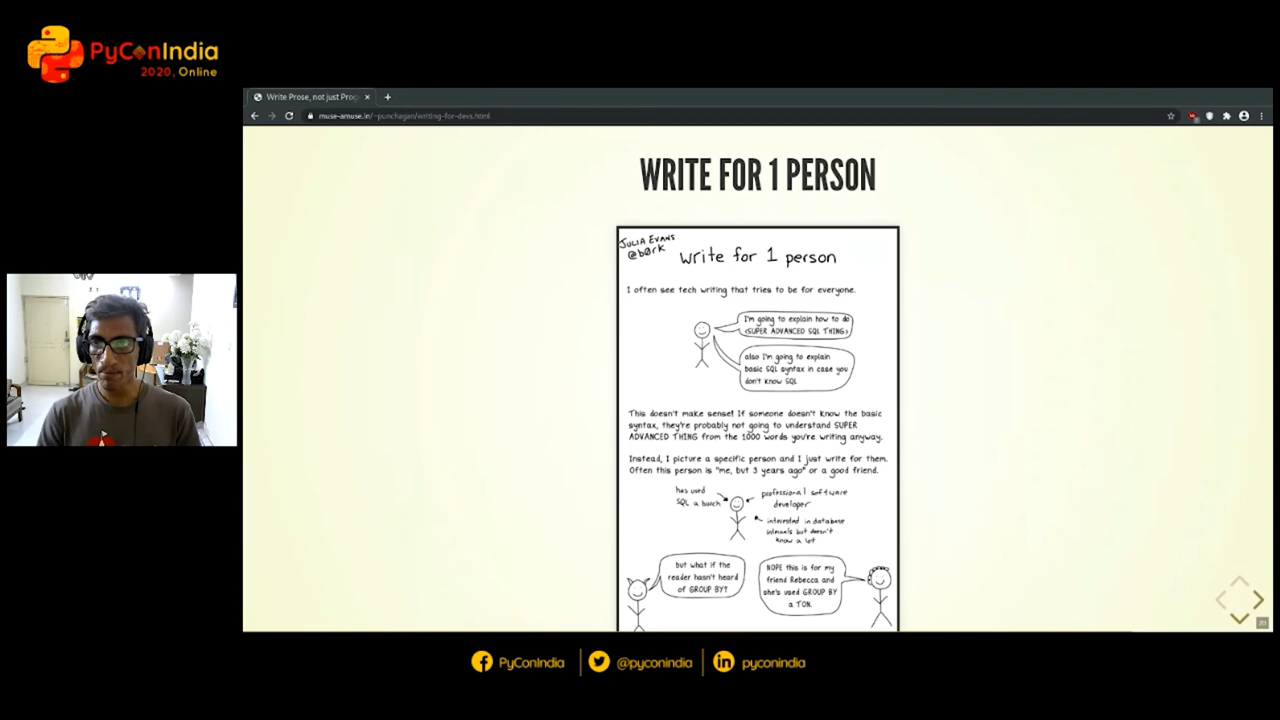 PyConIndia
2020, Online
Write Prose, not just Prog
muse-amuse.in/~punchagan/writing-for-devs.html
WRITE FOR 1 PERSON
JULIA EVANS
@b0rk
write for 1 person
I often see tech writing that tries to be for everyone.
I'm going to explain how to do
<SUPER ADVANCED SQL THING>
also I'm going to explain
basic SQL syntax in case you
don't know SQL
This doesn't make sense! If someone doesn't know the basic
syntax, they're probably not going to understand SUPER
ADVANCED THING from the 1000 words you're writing anyway.
Instead, I picture a specific person and I just write for them.
Often this person is "me, but 3 years ago" or a good friend.
has used
SQL a bunch
professional software
developer
interested in database
internals but doesn't
know a lot
but what if the
reader hasn't heard
of GROUP BY?
NOPE this is for my
friend Rebecca and
she's used GROUP BY
a TON.
PyConIndia
@pyconindia
pyconindia